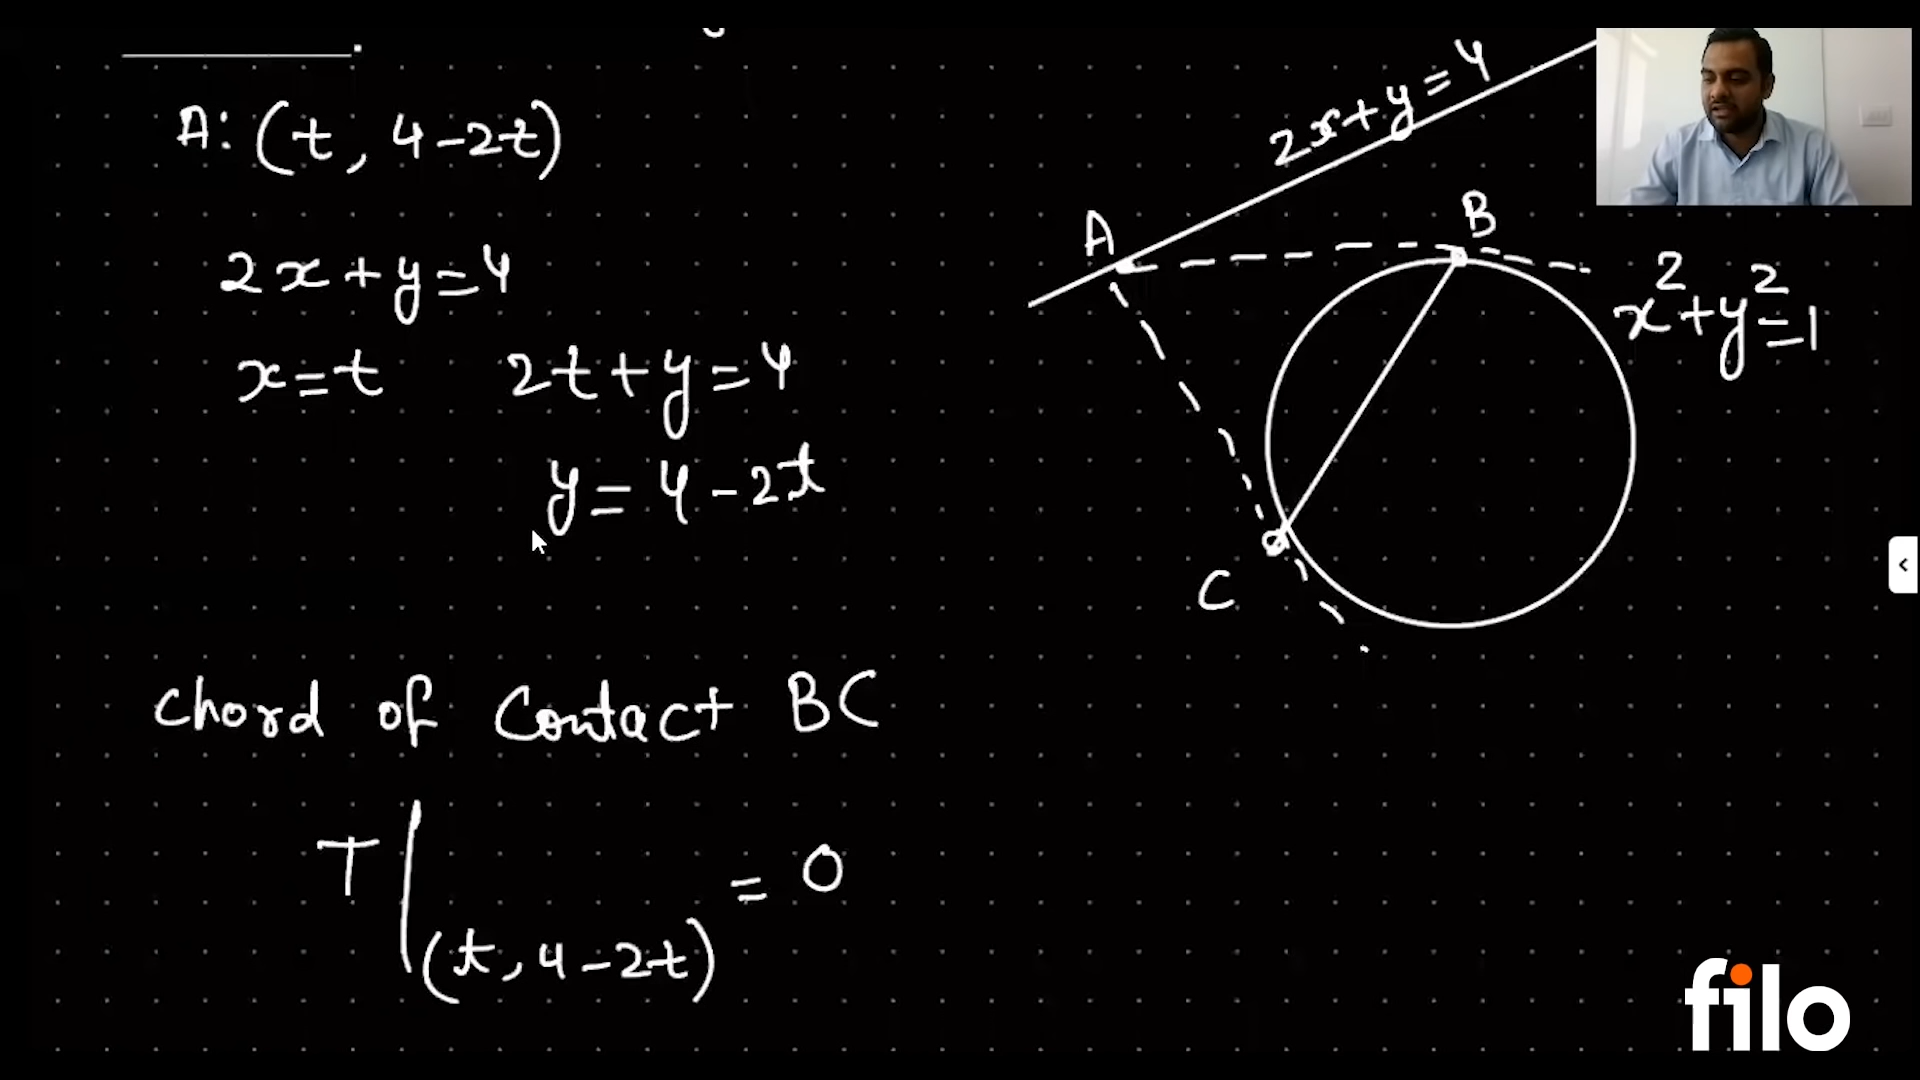 A: (t, 4-2t)
2x+y=4
x=t 2t+y=4
y=4-2t
Chord of Contact BC
T|(t, 4-2t) = 0
2x+y=4
A
B
x²+y²=1
C
filo